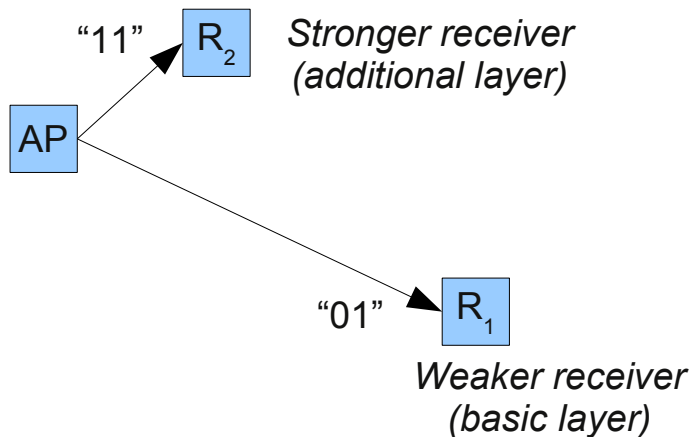 “11”
R₂
Stronger receiver
(additional layer)
AP
“01”
R₁
Weaker receiver
(basic layer)